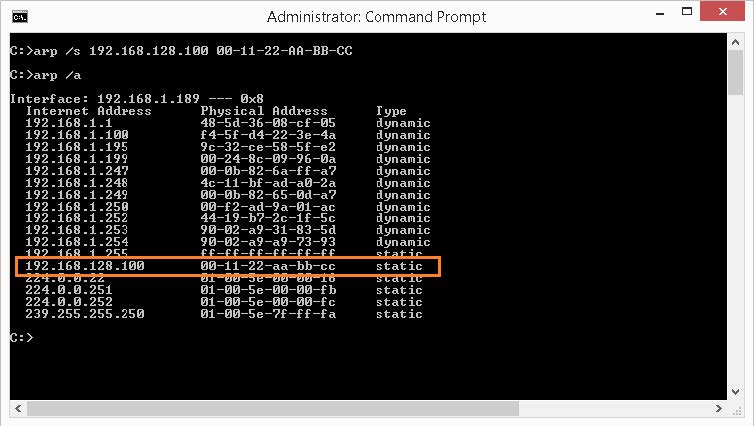 Administrator: Command Prompt
C:>arp /s 192.168.128.100 00-11-22-AA-BB-CC
C:>arp /a
Interface: 192.168.1.189 --- 0x8
Internet Address Physical Address Type
192.168.1.1 48-5d-36-08-cf-05 dynamic
192.168.1.100 f4-5f-d4-22-3e-4a dynamic
192.168.1.195 9c-32-ce-58-5f-e2 dynamic
192.168.1.199 00-24-8c-09-96-0a dynamic
192.168.1.247 00-0b-82-6a-ff-a7 dynamic
192.168.1.248 4c-11-bf-ad-a0-2a dynamic
192.168.1.249 00-0b-82-65-0d-a7 dynamic
192.168.1.250 00-f2-ad-9a-01-ac dynamic
192.168.1.252 44-19-b7-2c-1f-5c dynamic
192.168.1.253 90-02-a9-31-83-5d dynamic
192.168.1.254 90-02-a9-a9-73-93 dynamic
192.168.1.255 ff-ff-ff-ff-ff-ff static
192.168.128.100 00-11-22-aa-bb-cc static
224.0.0.22 01-00-5e-00-00-16 static
224.0.0.251 01-00-5e-00-00-fb static
224.0.0.252 01-00-5e-00-00-fc static
239.255.255.250 01-00-5e-7f-ff-fa static
C:>